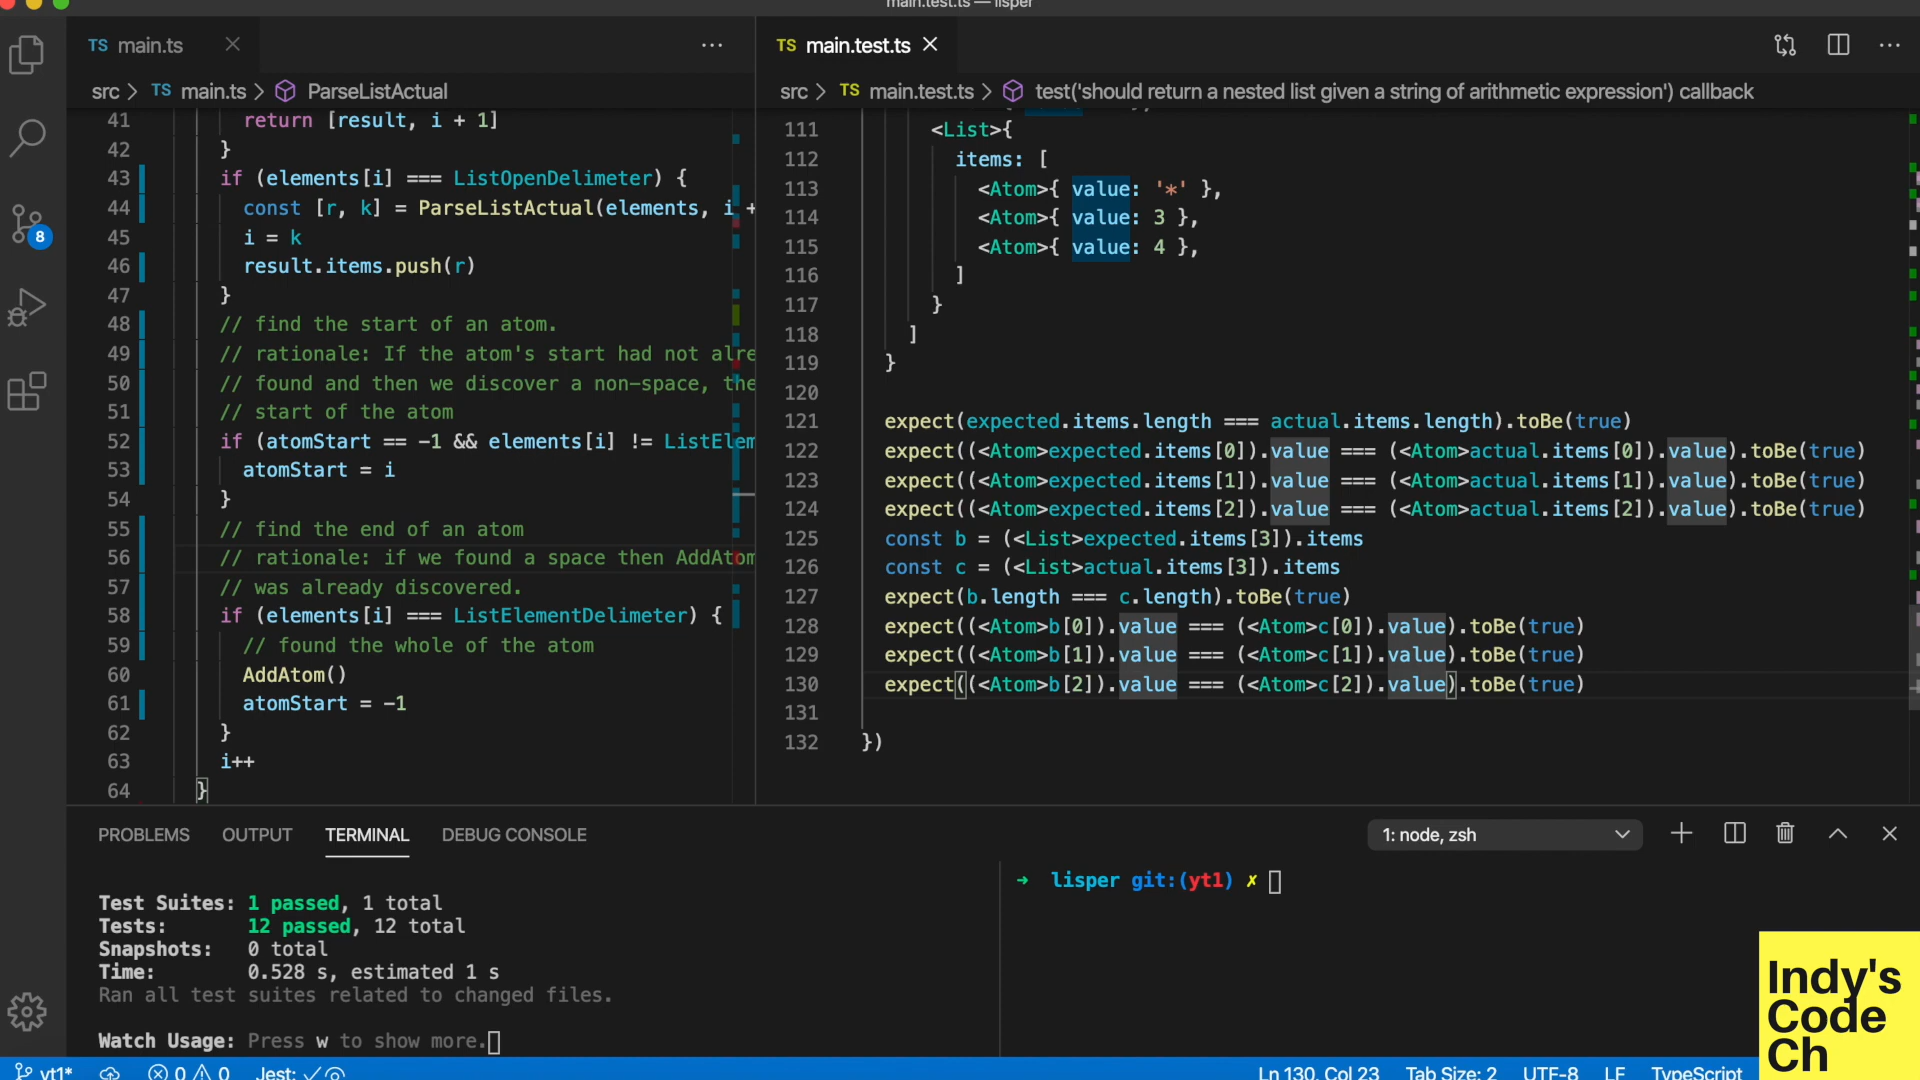 main.test.ts — lisper
TS main.ts
TS main.test.ts
src > TS main.ts > ParseListActual
src > TS main.test.ts > test('should return a nested list given a string of arithmetic expression') callback
41 return [result, i + 1]
42 }
43 if (elements[i] === ListOpenDelimeter) {
44 const [r, k] = ParseListActual(elements, i +
45 i = k
46 result.items.push(r)
47 }
48 // find the start of an atom.
49 // rationale: If the atom's start had not alre
50 // found and then we discover a non-space, the
51 // start of the atom
52 if (atomStart == -1 && elements[i] != ListElem
53 atomStart = i
54 }
55 // find the end of an atom
56 // rationale: if we found a space then AddAtom
57 // was already discovered.
58 if (elements[i] === ListElementDelimeter) {
59 // found the whole of the atom
60 AddAtom()
61 atomStart = -1
62 }
63 i++
64 }
111 <List>{
112 items: [
113 <Atom>{ value: '*' },
114 <Atom>{ value: 3 },
115 <Atom>{ value: 4 },
116 ]
117 }
118 ]
119 }
120
121 expect(expected.items.length === actual.items.length).toBe(true)
122 expect((<Atom>expected.items[0]).value === (<Atom>actual.items[0]).value).toBe(true)
123 expect((<Atom>expected.items[1]).value === (<Atom>actual.items[1]).value).toBe(true)
124 expect((<Atom>expected.items[2]).value === (<Atom>actual.items[2]).value).toBe(true)
125 const b = (<List>expected.items[3]).items
126 const c = (<List>actual.items[3]).items
127 expect(b.length === c.length).toBe(true)
128 expect((<Atom>b[0]).value === (<Atom>c[0]).value).toBe(true)
129 expect((<Atom>b[1]).value === (<Atom>c[1]).value).toBe(true)
130 expect((<Atom>b[2]).value === (<Atom>c[2]).value).toBe(true)
131
132 })
8
PROBLEMS OUTPUT TERMINAL DEBUG CONSOLE
1: node, zsh
Test Suites: 1 passed, 1 total
Tests: 12 passed, 12 total
Snapshots: 0 total
Time: 0.528 s, estimated 1 s
Ran all test suites related to changed files.
Watch Usage: Press w to show more.
→ lisper git:(yt1) ✗
Indy's
Code
Ch
yt1* 0 0 Jest: ✓
Ln 130, Col 23 Tab Size: 2 UTF-8 LF TypeScript